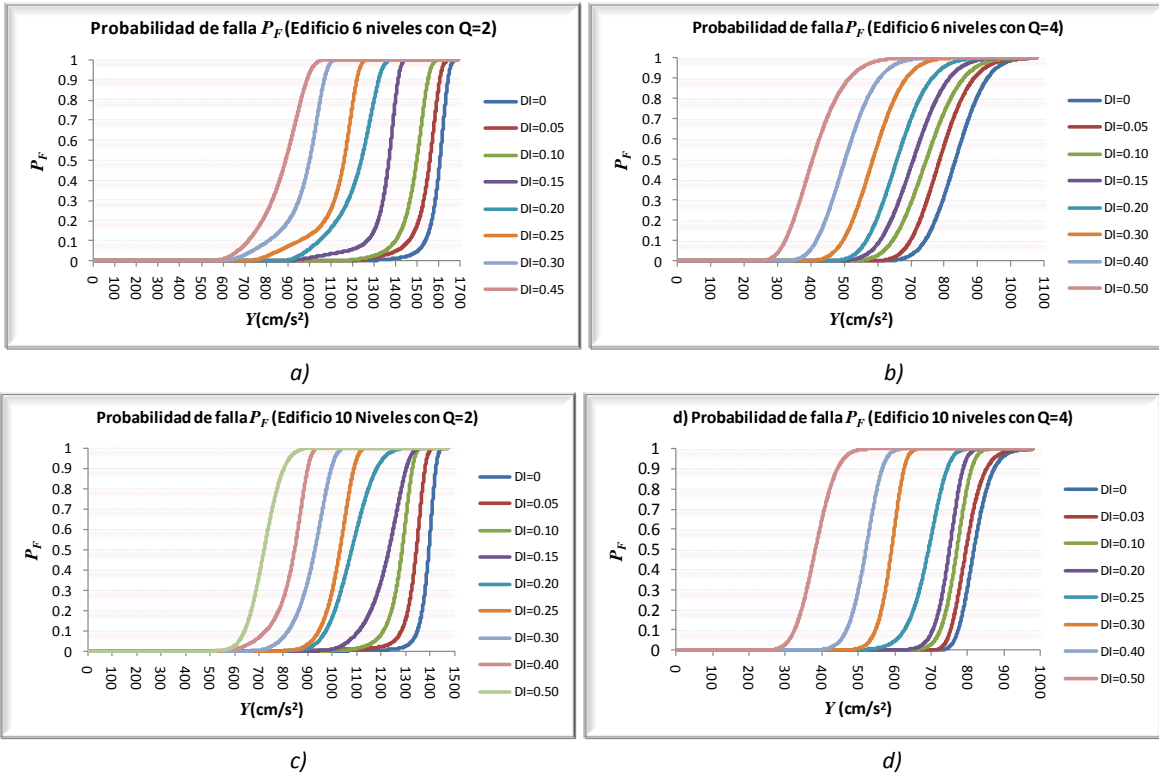 Probabilidad de falla P_F (Edificio 6 niveles con Q=2)
1
0.9
0.8
0.7
0.6
0.5
0.4
0.3
0.2
0.1
0
P_F
0
100
200
300
400
500
600
700
800
900
1000
1100
1200
1300
1400
1500
1600
1700
Y(cm/s²)
DI=0
DI=0.05
DI=0.10
DI=0.15
DI=0.20
DI=0.25
DI=0.30
DI=0.45
a)
Probabilidad de falla P_F (Edificio 6 niveles con Q=4)
1
0.9
0.8
0.7
0.6
0.5
0.4
0.3
0.2
0.1
0
P_F
0
100
200
300
400
500
600
700
800
900
1000
1100
Y(cm/s²)
DI=0
DI=0.05
DI=0.10
DI=0.15
DI=0.20
DI=0.30
DI=0.40
DI=0.50
b)
Probabilidad de falla P_F (Edificio 10 Niveles con Q=2)
1
0.9
0.8
0.7
0.6
0.5
0.4
0.3
0.2
0.1
0
P_F
0
100
200
300
400
500
600
700
800
900
1000
1100
1200
1300
1400
1500
Y(cm/s²)
DI=0
DI=0.05
DI=0.10
DI=0.15
DI=0.20
DI=0.25
DI=0.30
DI=0.40
DI=0.50
c)
d) Probabilidad de falla P_F (Edificio 10 niveles con Q=4)
1
0.9
0.8
0.7
0.6
0.5
0.4
0.3
0.2
0.1
0
P_F
0
100
200
300
400
500
600
700
800
900
1000
Y (cm/s²)
DI=0
DI=0.03
DI=0.10
DI=0.20
DI=0.25
DI=0.30
DI=0.40
DI=0.50
d)